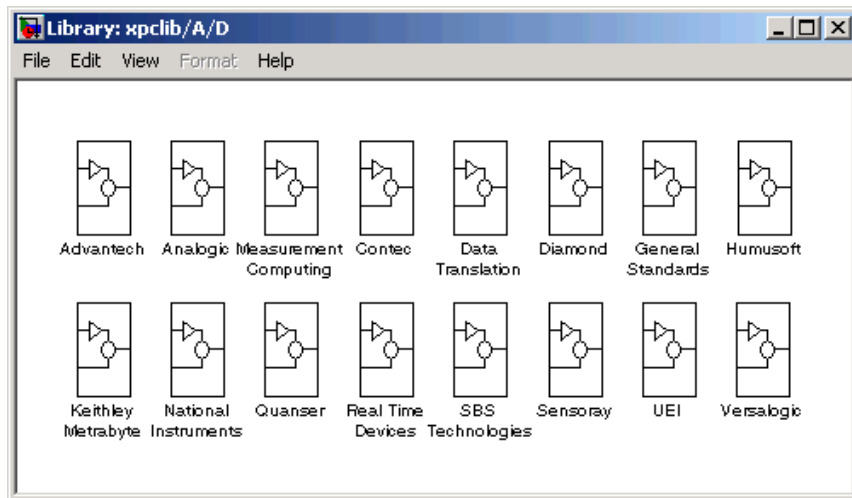 Library: xpclib/A/D
File Edit View Format Help
Advantech Analogic Measurement Contec Data Diamond General Humusoft
Computing Translation Standards
Keithley National Quanser Real Time SBS Sensoray UEI Versalogic
Metrabyte Instruments Devices Technologies